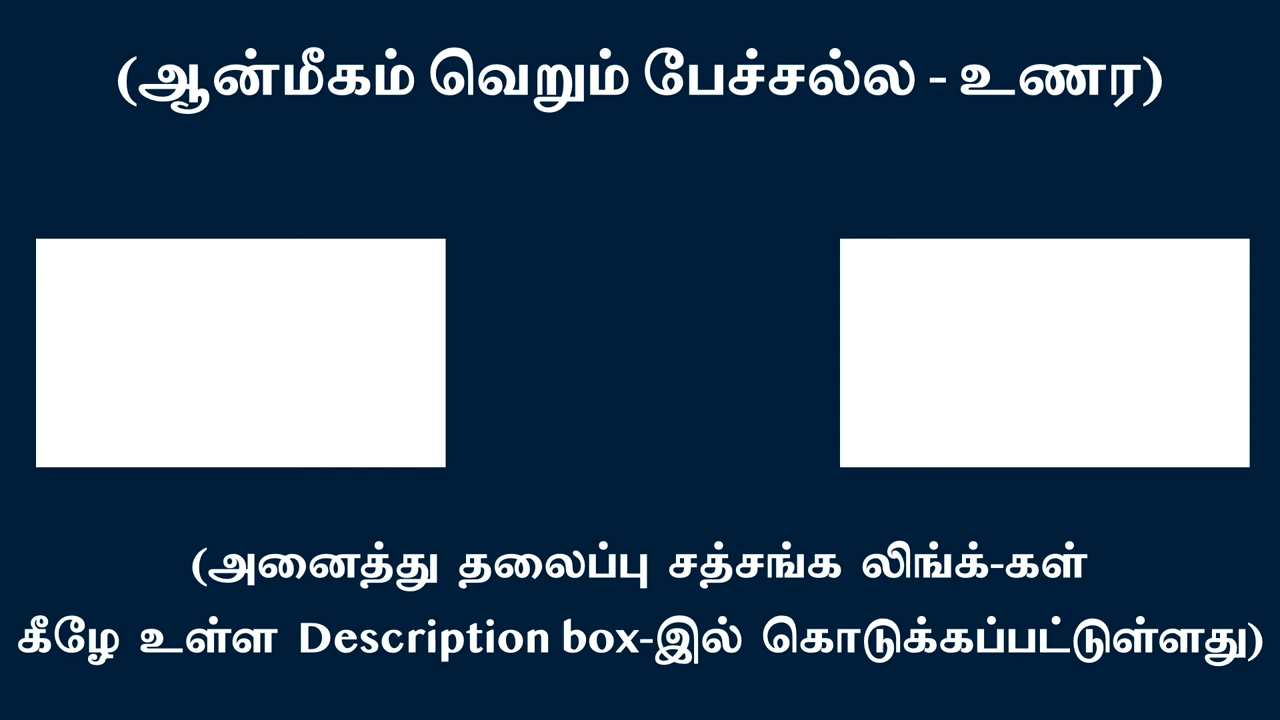 (ஆன்மீகம் வெறும் பேச்சல்ல - உணர)
(அனைத்து தலைப்பு சத்சங்க லிங்க்-கள்
கீழே உள்ள Description box-இல் கொடுக்கப்பட்டுள்ளது)